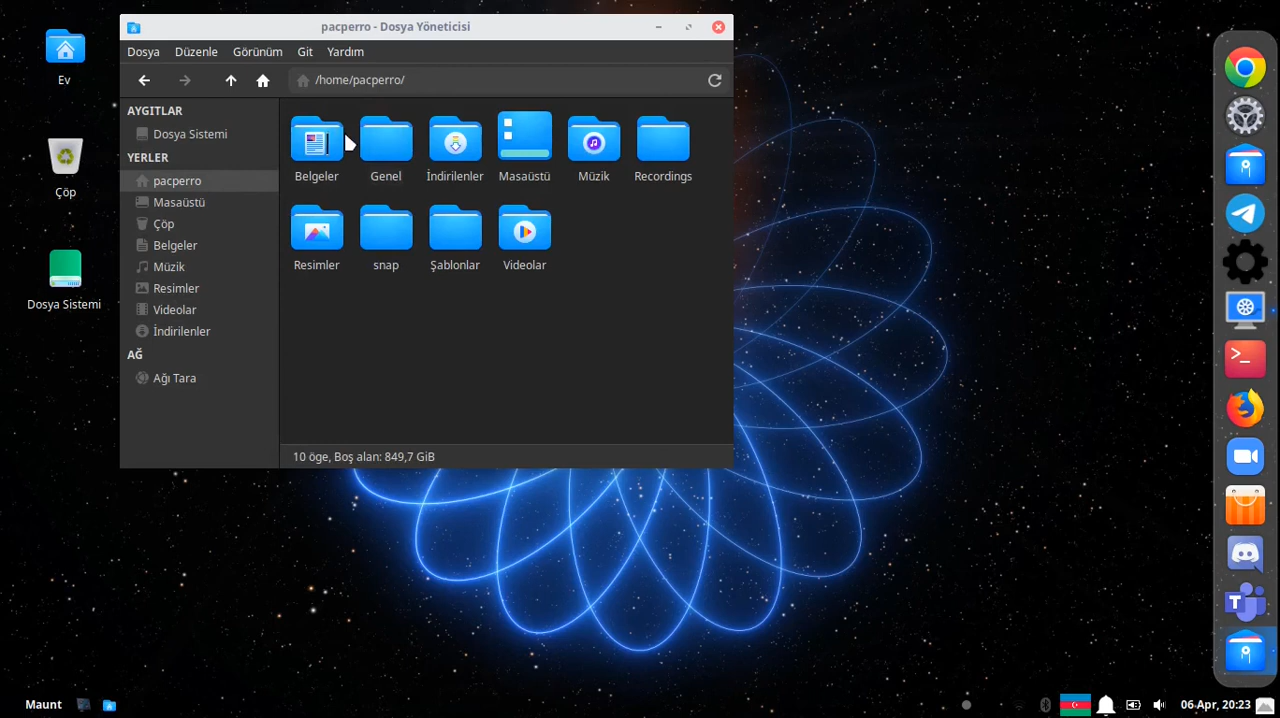 pacperro - Dosya Yöneticisi
Dosya Düzenle Görünüm Git Yardım
/home/pacperro/
AYGITLAR
Dosya Sistemi
YERLER
pacperro
Masaüstü
Çöp
Belgeler
Müzik
Resimler
Videolar
İndirilenler
AĞ
Ağı Tara
Belgeler Genel İndirilenler Masaüstü Müzik Recordings
Resimler snap Şablonlar Videolar
10 öge, Boş alan: 849,7 GiB
Ev
Çöp
Dosya Sistemi
Maunt
06 Apr, 20:23